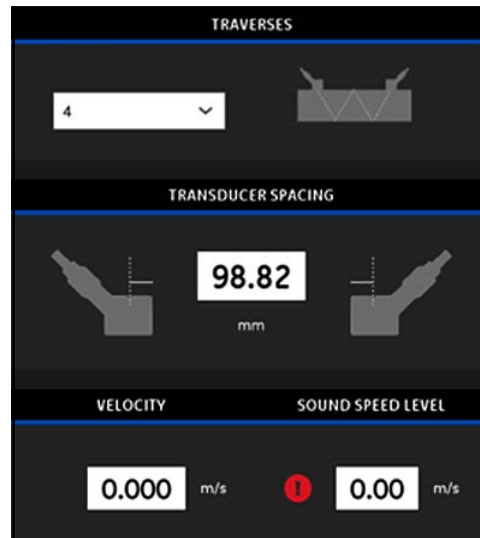 TRAVERSES
4
TRANSDUCER SPACING
98.82
mm
VELOCITY SOUND SPEED LEVEL
0.000 m/s ! 0.00 m/s